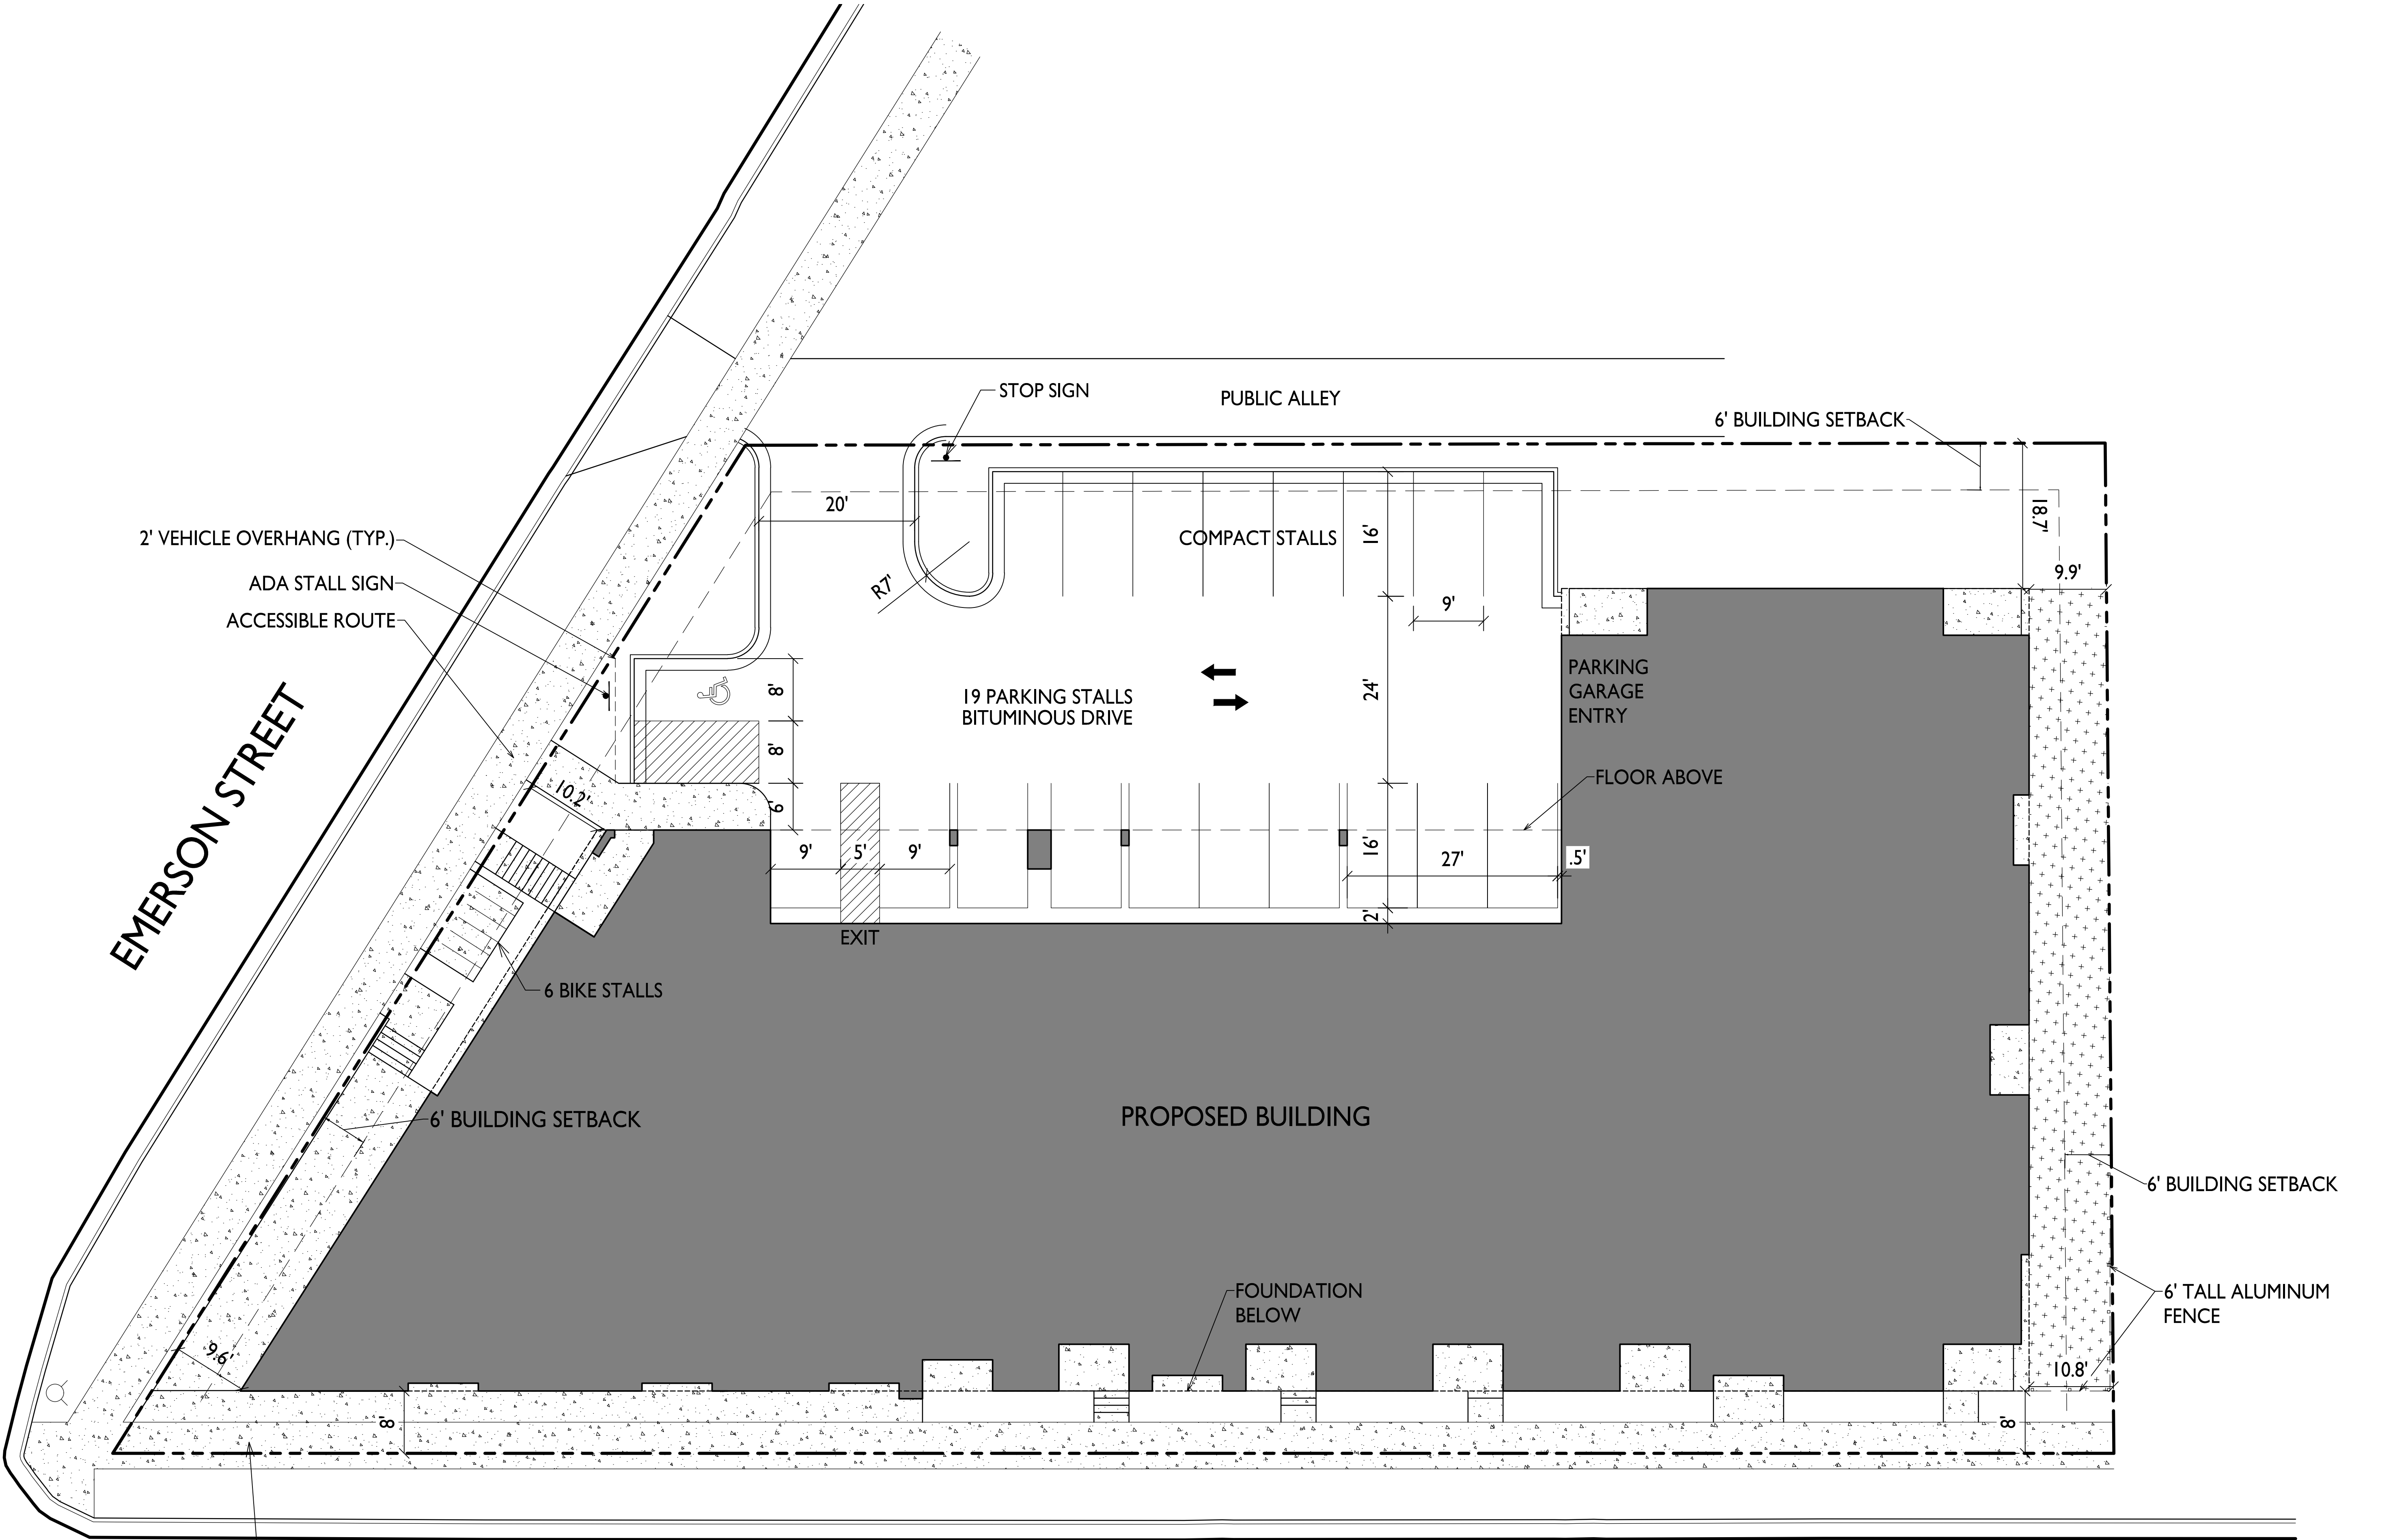 STOP SIGN
PUBLIC ALLEY
6' BUILDING SETBACK
20'
18.7'
2' VEHICLE OVERHANG (TYP.)
COMPACT STALLS
16'
ADA STALL SIGN
R7'
9.9'
ACCESSIBLE ROUTE
9'
EMERSON STREET
8'
19 PARKING STALLS
BITUMINOUS DRIVE
24'
PARKING
GARAGE
ENTRY
8'
FLOOR ABOVE
10.2'
6'
9'
5'
9'
16'
27'
.5'
2'
EXIT
6 BIKE STALLS
6' BUILDING SETBACK
PROPOSED BUILDING
6' BUILDING SETBACK
FOUNDATION
BELOW
6' TALL ALUMINUM
FENCE
9.6'
10.8'
8'
8'